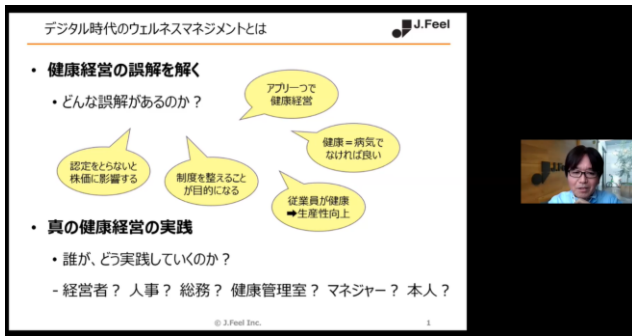 デジタル時代のウェルネスマネジメントとは
J.Feel
• 健康経営の誤解を解く
• どんな誤解があるのか？
アプリ一つで
健康経営
健康＝病気で
なければ良い
認定をとらないと
株価に影響する
制度を整えること
が目的になる
従業員が健康
➡生産性向上
• 真の健康経営の実践
• 誰が、どう実践していくのか？
- 経営者？ 人事？ 総務？ 健康管理室？ マネジャー？ 本人？
© J.Feel Inc.
1